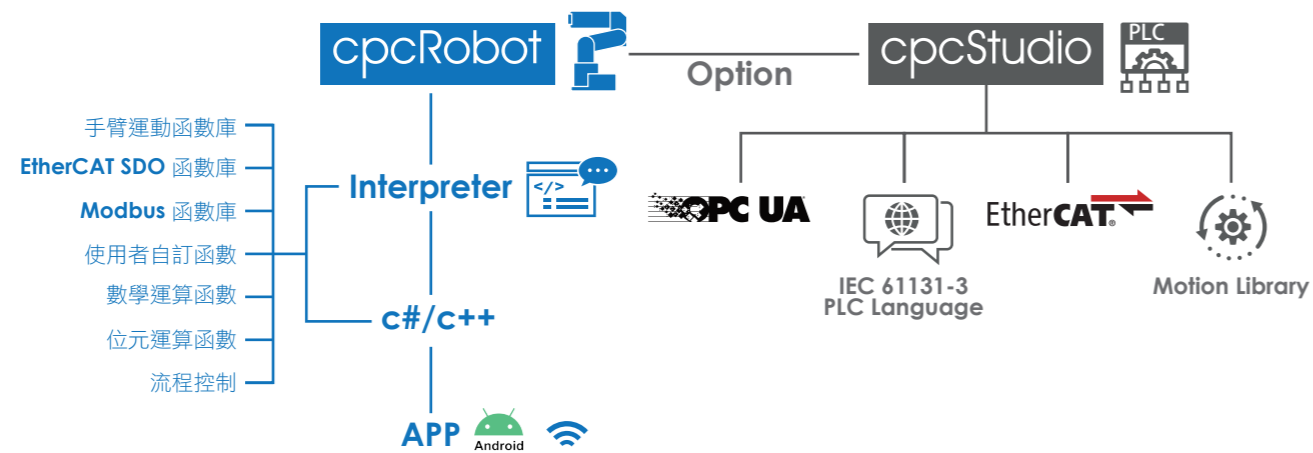 cpcRobot
Option
cpcStudio
PLC
手臂運動函數庫
EtherCAT SDO 函數庫
Modbus 函數庫
使用者自訂函數
數學運算函數
位元運算函數
流程控制
Interpreter
</>
c#/c++
APP
Android
OPC UA
IEC 61131-3
PLC Language
EtherCAT®
Motion Library